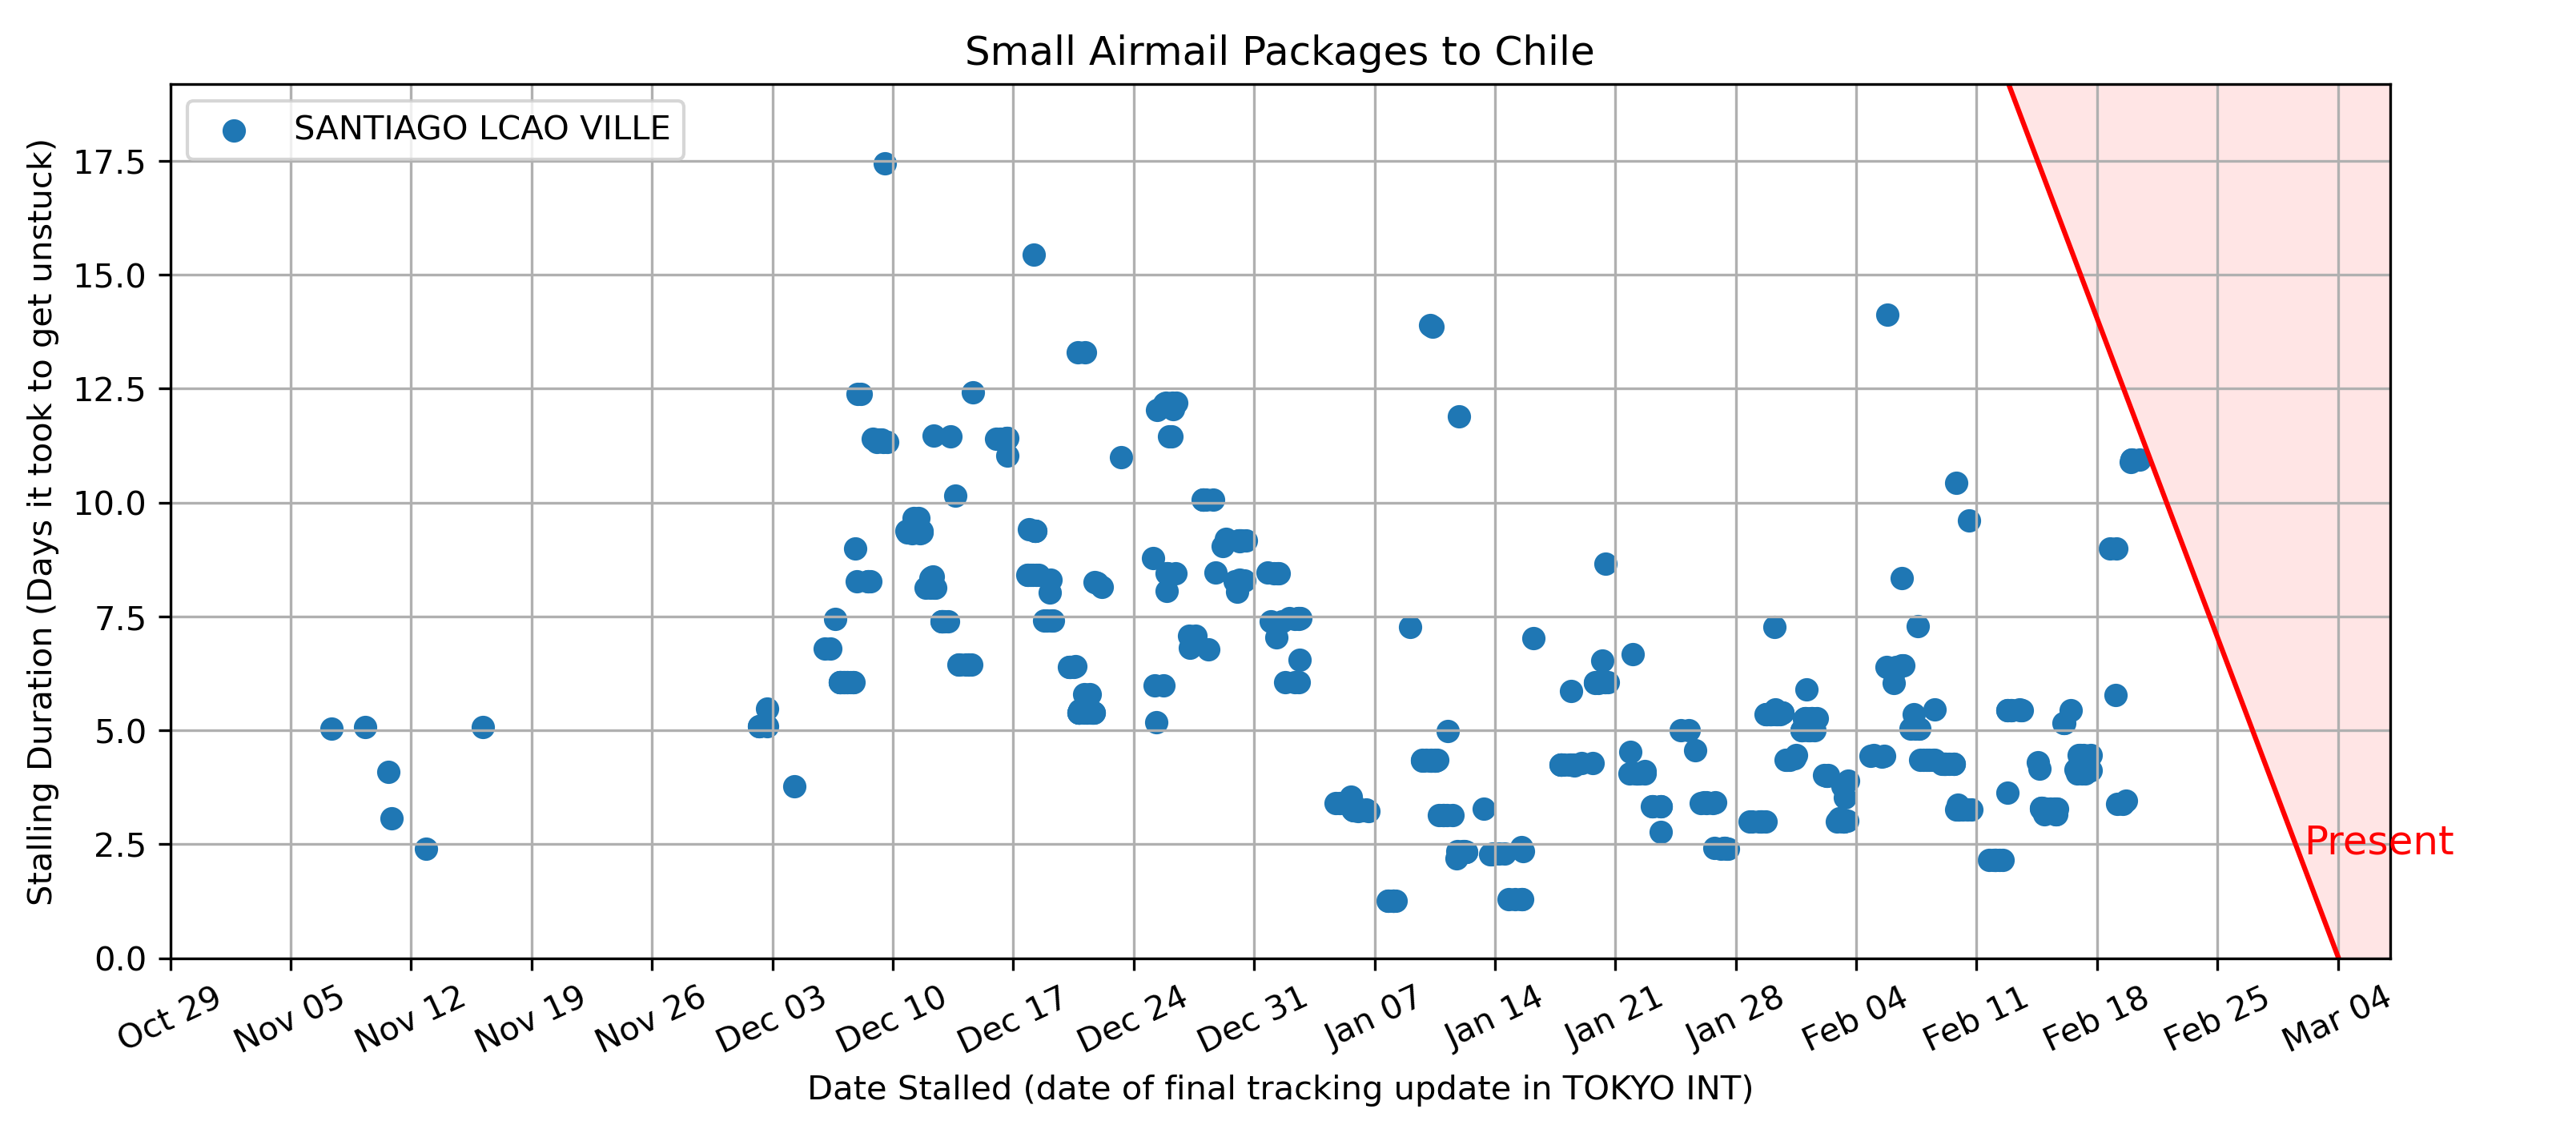 Small Airmail Packages to Chile
SANTIAGO LCAO VILLE
Stalling Duration (Days it took to get unstuck)
17.5
15.0
12.5
10.0
7.5
5.0
2.5
0.0
Present
Oct 29 Nov 05 Nov 12 Nov 19 Nov 26 Dec 03 Dec 10 Dec 17 Dec 24 Dec 31 Jan 07 Jan 14 Jan 21 Jan 28 Feb 04 Feb 11 Feb 18 Feb 25 Mar 04
Date Stalled (date of final tracking update in TOKYO INT)